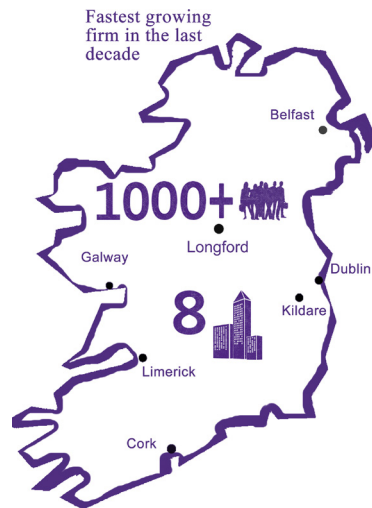 Fastest growing
firm in the last
decade
Belfast
1000+
Longford
Galway
Dublin
Kildare
8
Limerick
Cork